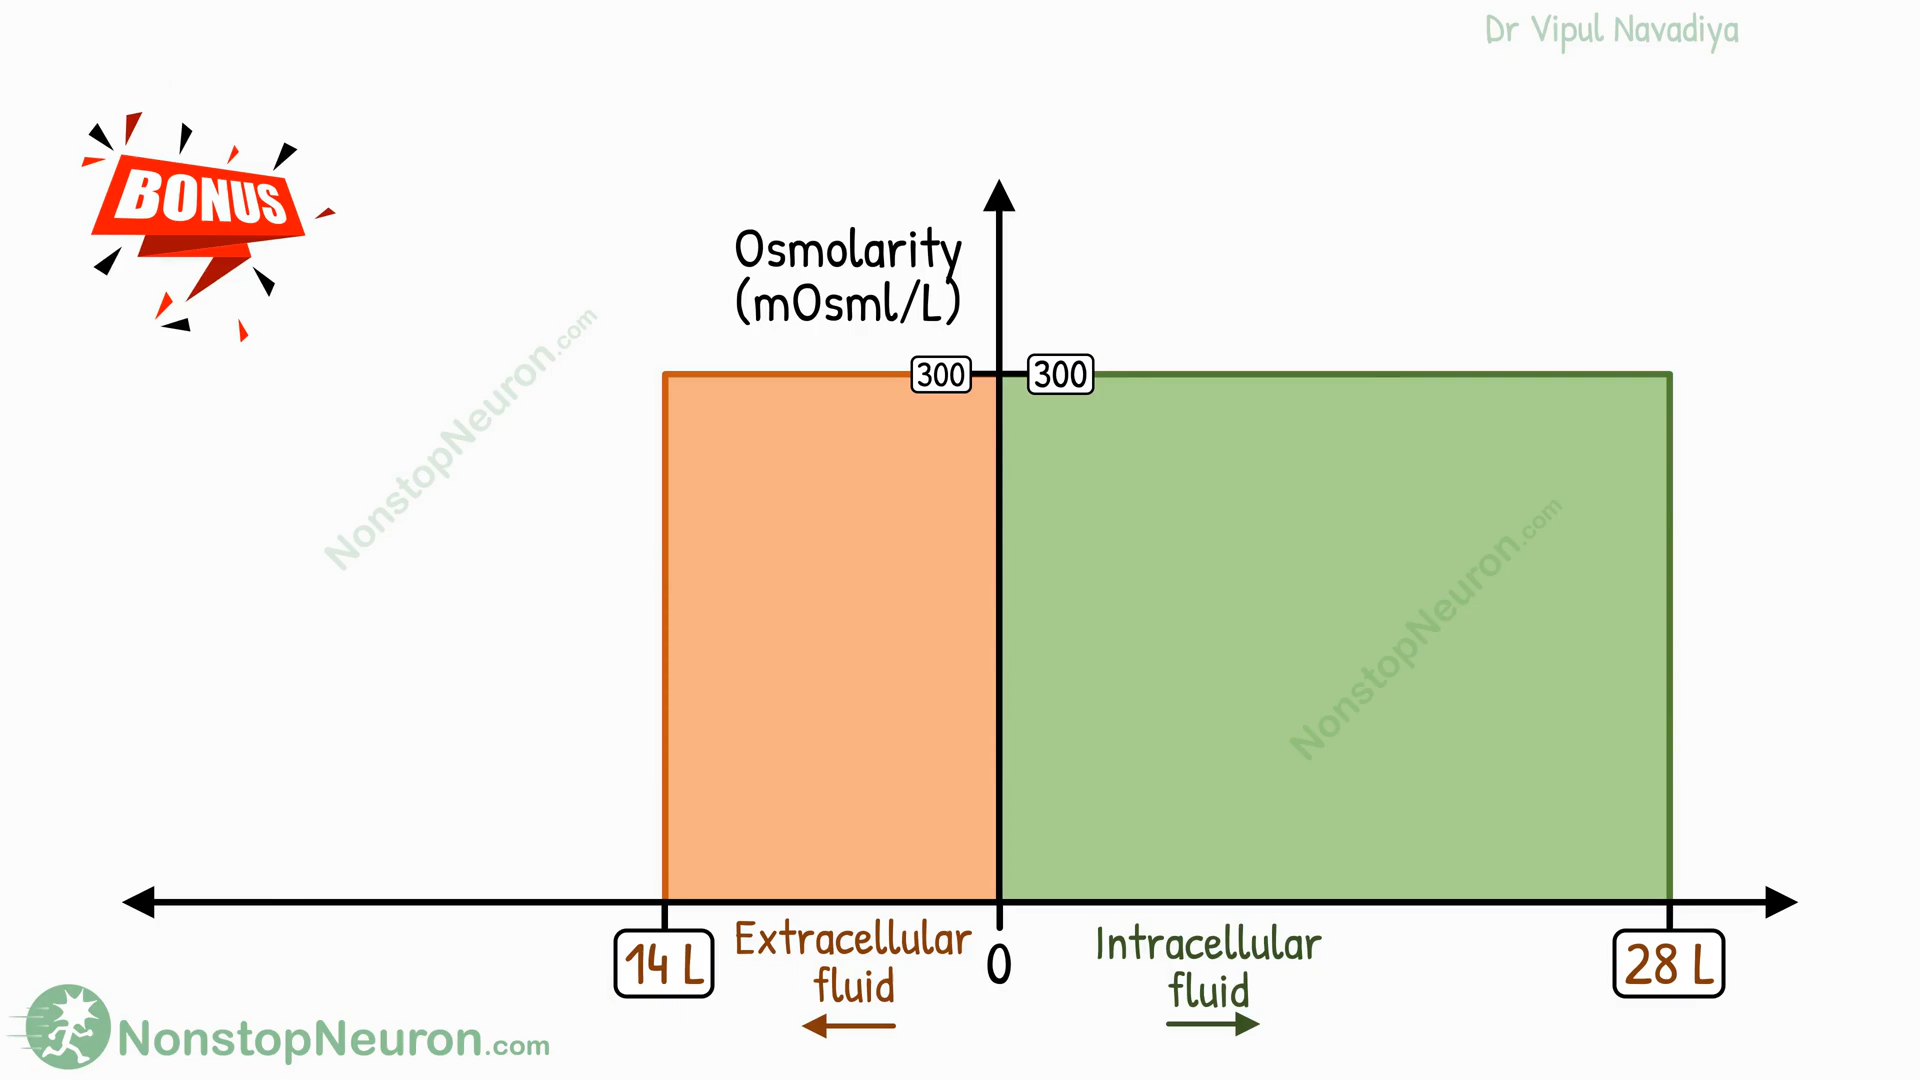 Dr Vipul Navadiya
BONUS
Osmolarity
(mOsml/L)
300
300
NonstopNeuron.com
NonstopNeuron.com
14 L
Extracellular
fluid
0
Intracellular
fluid
28 L
NonstopNeuron.com